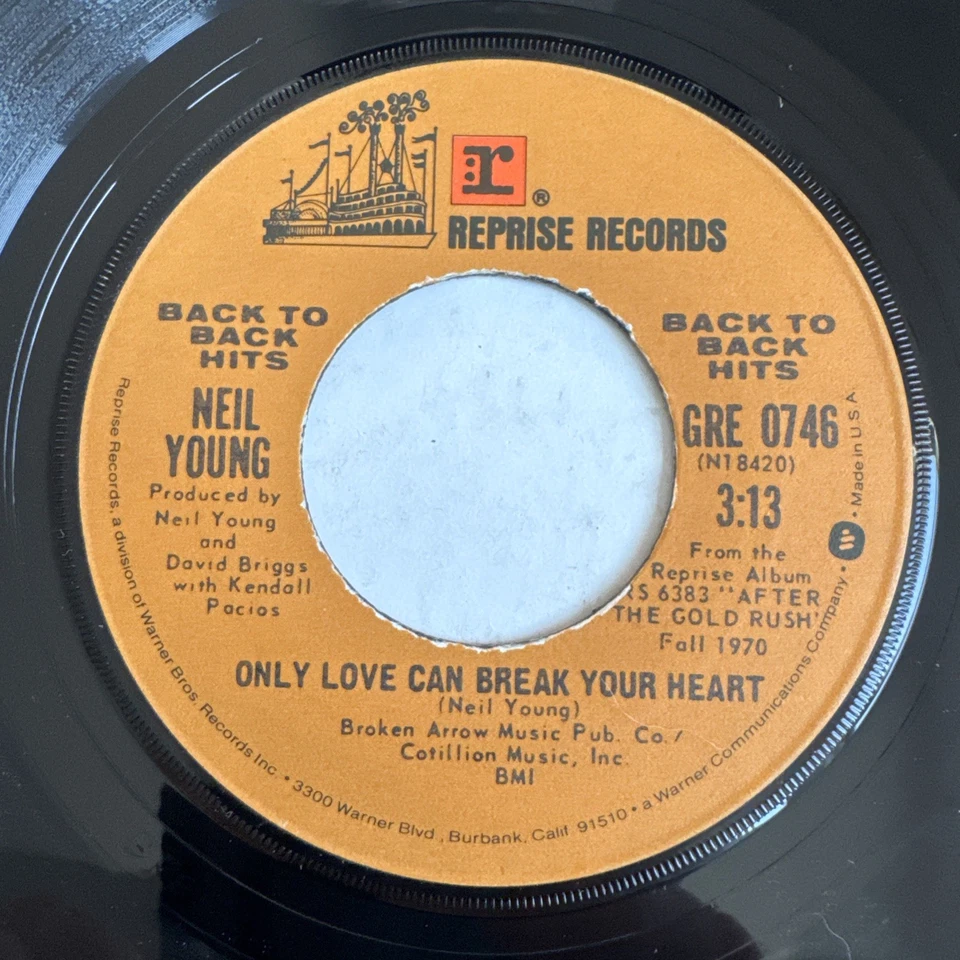 r ®
REPRISE RECORDS
BACK TO
BACK
HITS
NEIL
YOUNG
Produced by
Neil Young
and
David Briggs
with Kendall
Pacios
BACK TO
BACK
HITS
GRE 0746
(N18420)
3:13
From the
Reprise Album
RS 6383 "AFTER
THE GOLD RUSH"
Fall 1970
ONLY LOVE CAN BREAK YOUR HEART
(Neil Young)
Broken Arrow Music Pub. Co./
Cotillion Music, Inc.
BMI
Reprise Records, a division of Warner Bros. Records Inc. • 3300 Warner Blvd., Burbank, Calif. 91510 • a Warner Communications Company • W • Made in U.S.A.